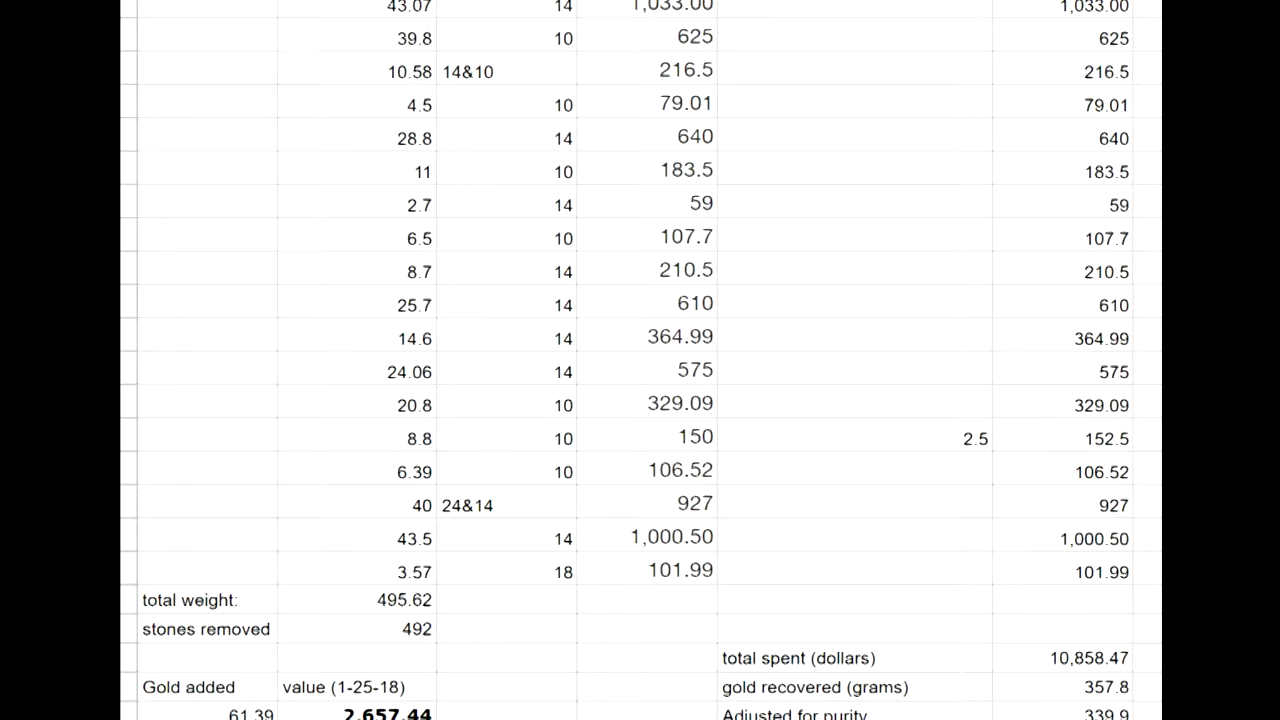 43.07 14 1,033.00 1,033.00
39.8 10 625 625
10.58 14&10 216.5 216.5
4.5 10 79.01 79.01
28.8 14 640 640
11 10 183.5 183.5
2.7 14 59 59
6.5 10 107.7 107.7
8.7 14 210.5 210.5
25.7 14 610 610
14.6 14 364.99 364.99
24.06 14 575 575
20.8 10 329.09 329.09
8.8 10 150 2.5 152.5
6.39 10 106.52 106.52
40 24&14 927 927
43.5 14 1,000.50 1,000.50
3.57 18 101.99 101.99
total weight: 495.62
stones removed 492
total spent (dollars) 10,858.47
Gold added value (1-25-18) gold recovered (grams) 357.8
61.39 2,657.44 Adjusted for purity 339.9